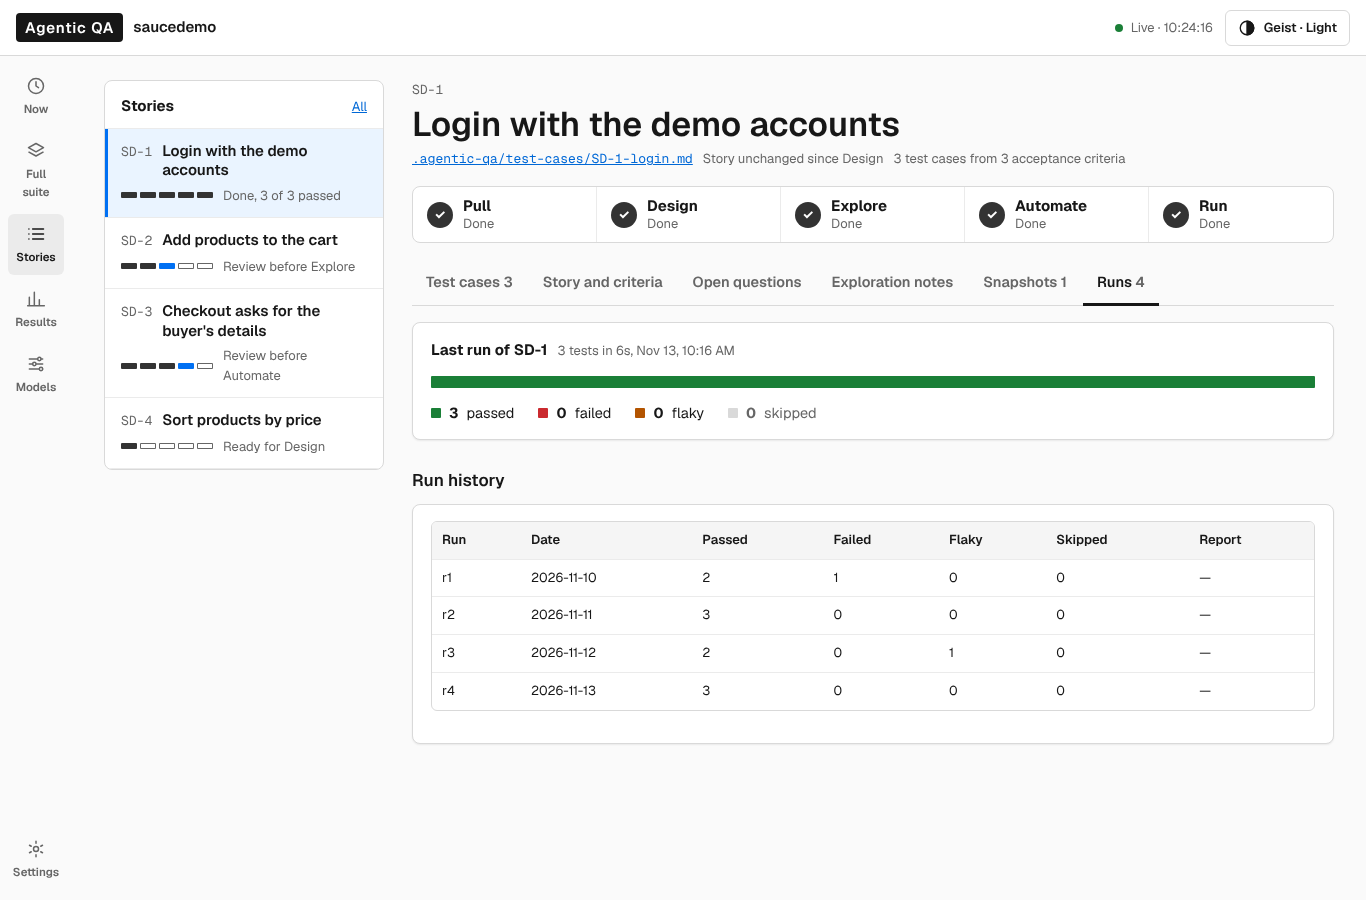 Agentic QA saucedemo
Live · 10:24:16
Geist · Light
Now
Full
suite
Stories
Results
Models
Settings
Stories All
SD-1 Login with the demo
accounts
Done, 3 of 3 passed
SD-2 Add products to the cart
Review before Explore
SD-3 Checkout asks for the
buyer's details
Review before
Automate
SD-4 Sort products by price
Ready for Design
SD-1
Login with the demo accounts
.agentic-qa/test-cases/SD-1-login.md Story unchanged since Design 3 test cases from 3 acceptance criteria
Pull
Done
Design
Done
Explore
Done
Automate
Done
Run
Done
Test cases 3 Story and criteria Open questions Exploration notes Snapshots 1 Runs 4
Last run of SD-1 3 tests in 6s, Nov 13, 10:16 AM
3 passed 0 failed 0 flaky 0 skipped
Run history
Run Date Passed Failed Flaky Skipped Report
r1 2026-11-10 2 1 0 0 —
r2 2026-11-11 3 0 0 0 —
r3 2026-11-12 2 0 1 0 —
r4 2026-11-13 3 0 0 0 —